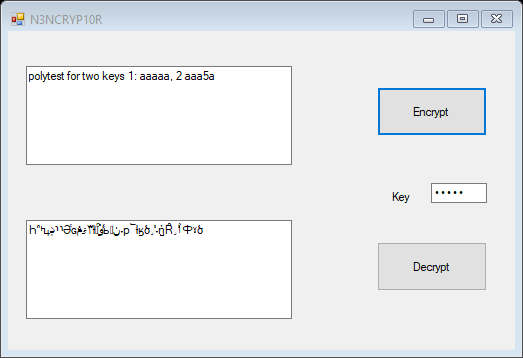 N3NCRYP10R
polytest for two keys 1: aaaaa, 2 aaa5a
Encrypt
Key
•••••
Decrypt